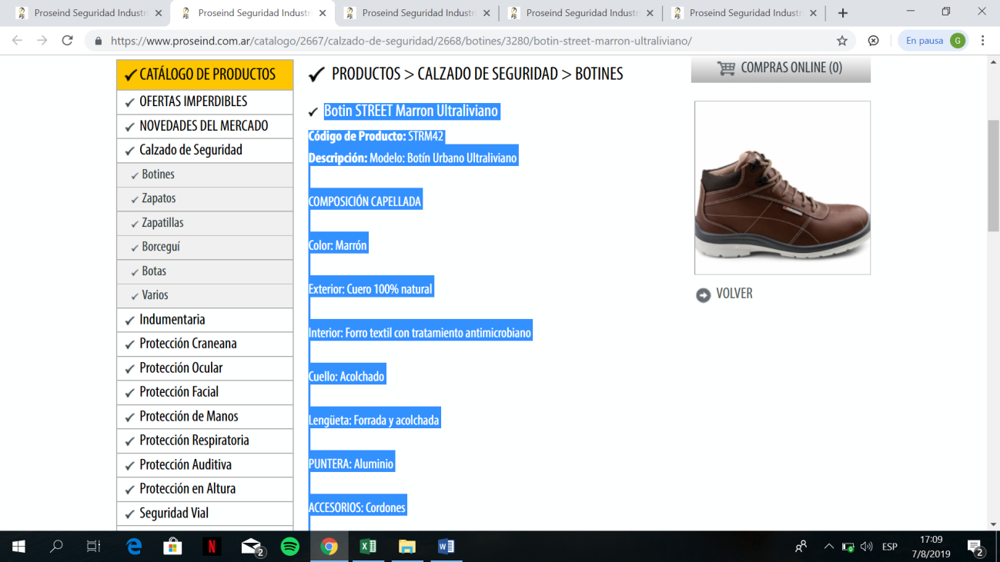 Proseind Seguridad Industri
Proseind Seguridad Industri
Proseind Seguridad Industri
Proseind Seguridad Industri
Proseind Seguridad Industri
https://www.proseind.com.ar/catalogo/2667/calzado-de-seguridad/2668/botines/3280/botin-street-marron-ultraliviano/
En pausa
G
CATÁLOGO DE PRODUCTOS
OFERTAS IMPERDIBLES
NOVEDADES DEL MERCADO
Calzado de Seguridad
Botines
Zapatos
Zapatillas
Borceguí
Botas
Varios
Indumentaria
Protección Craneana
Protección Ocular
Protección Facial
Protección de Manos
Protección Respiratoria
Protección Auditiva
Protección en Altura
Seguridad Vial
PRODUCTOS > CALZADO DE SEGURIDAD > BOTINES
Botin STREET Marron Ultraliviano
Código de Producto: STRM42
Descripción: Modelo: Botín Urbano Ultraliviano
COMPOSICIÓN CAPELLADA
Color: Marrón
Exterior: Cuero 100% natural
Interior: Forro textil con tratamiento antimicrobiano
Cuello: Acolchado
Lengüeta: Forrada y acolchada
PUNTERA: Aluminio
ACCESORIOS: Cordones
COMPRAS ONLINE (0)
VOLVER
2
ESP
17:09
7/8/2019
2